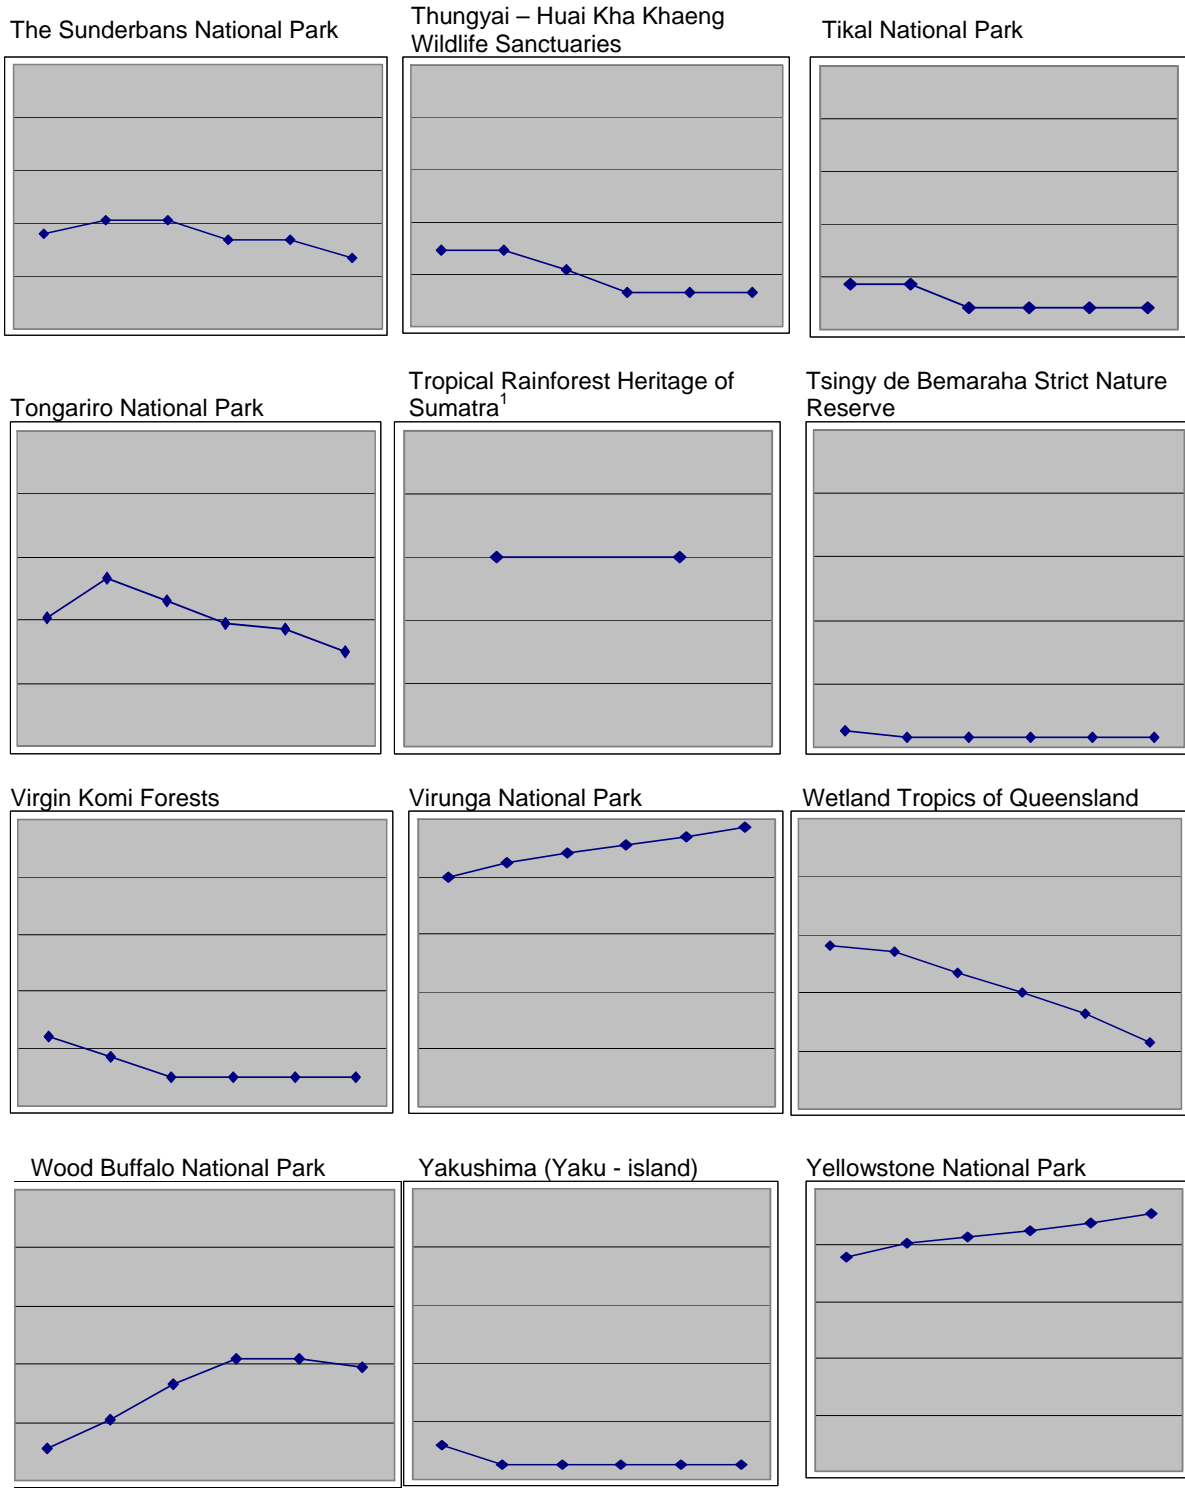 The Sunderbans National Park
Thungyai – Huai Kha Khaeng
Wildlife Sanctuaries
Tikal National Park
Tongariro National Park
Tropical Rainforest Heritage of
Sumatra1
Tsingy de Bemaraha Strict Nature
Reserve
Virgin Komi Forests
Virunga National Park
Wetland Tropics of Queensland
Wood Buffalo National Park
Yakushima (Yaku - island)
Yellowstone National Park